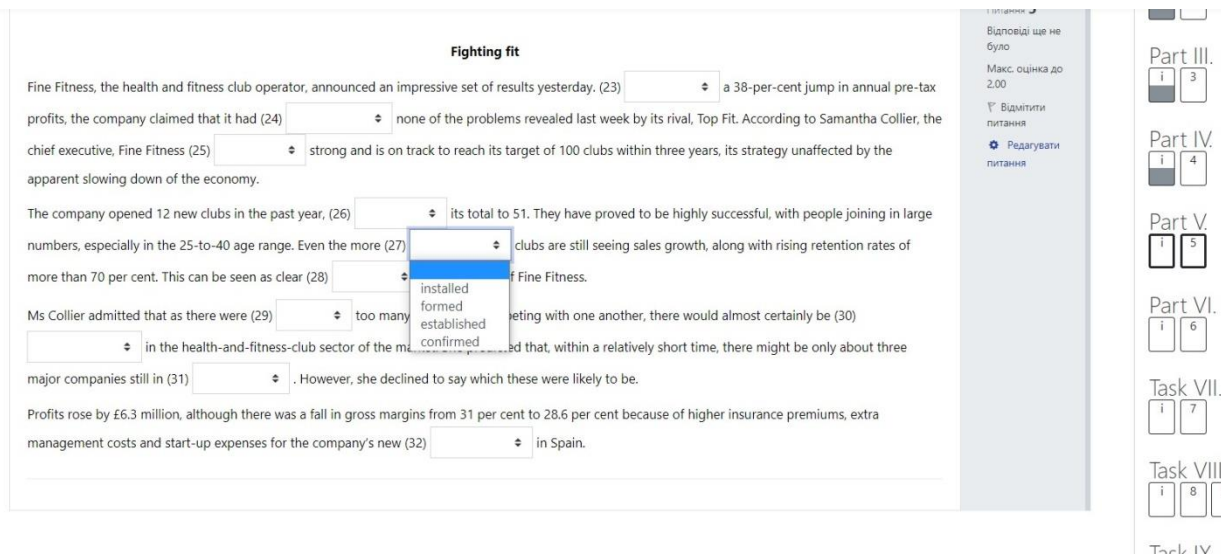 Fighting fit
Fine Fitness, the health and fitness club operator, announced an impressive set of results yesterday. (23) a 38-per-cent jump in annual pre-tax
profits, the company claimed that it had (24) none of the problems revealed last week by its rival, Top Fit. According to Samantha Collier, the
chief executive, Fine Fitness (25) strong and is on track to reach its target of 100 clubs within three years, its strategy unaffected by the
apparent slowing down of the economy.
The company opened 12 new clubs in the past year, (26) its total to 51. They have proved to be highly successful, with people joining in large
numbers, especially in the 25-to-40 age range. Even the more (27) clubs are still seeing sales growth, along with rising retention rates of
more than 70 per cent. This can be seen as clear (28) f Fine Fitness.
installed
formed
established
confirmed
Ms Collier admitted that as there were (29) too many eting with one another, there would almost certainly be (30)
in the health-and-fitness-club sector of the ed that, within a relatively short time, there might be only about three
major companies still in (31) . However, she declined to say which these were likely to be.
Profits rose by £6.3 million, although there was a fall in gross margins from 31 per cent to 28.6 per cent because of higher insurance premiums, extra
management costs and start-up expenses for the company's new (32) in Spain.
Питання 5
Відповіді ще не
було
Макс. оцінка до
2,00
Відмітити
питання
Редагувати
питання
Part III.
i 3
Part IV.
i 4
Part V.
i 5
Part VI.
i 6
Task VII.
i 7
Task VIII
i 8
Task IX